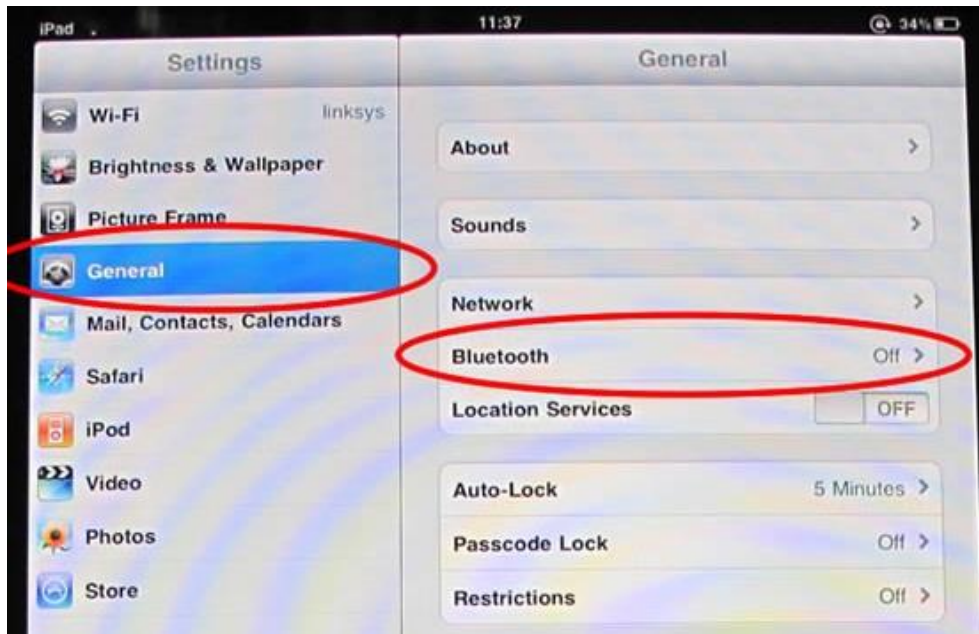 iPad
11:37
34%
Settings
General
Wi-Fi
linksys
Brightness & Wallpaper
Picture Frame
General
Mail, Contacts, Calendars
Safari
iPod
Video
Photos
Store
About
Sounds
Network
Bluetooth
Off
Location Services
OFF
Auto-Lock
5 Minutes
Passcode Lock
Off
Restrictions
Off